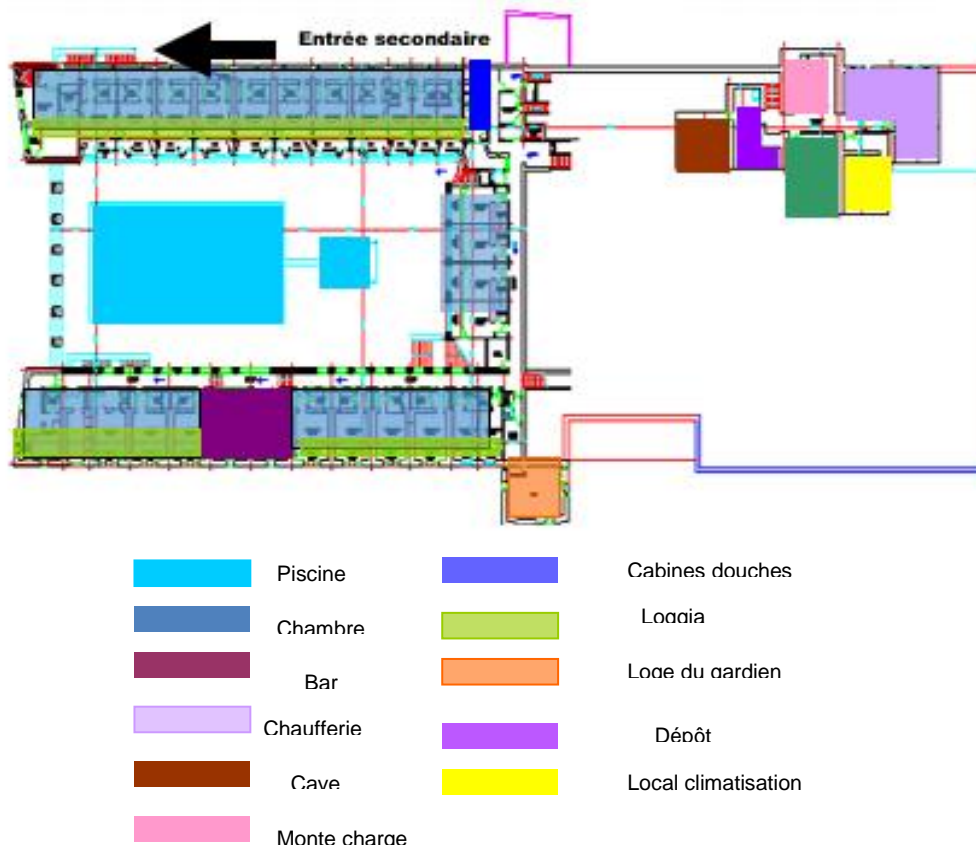 Entrée secondaire
Piscine
Cabines douches
Chambre
Loggia
Bar
Loge du gardien
Chaufferie
Dépôt
Cave
Local climatisation
Monte charge